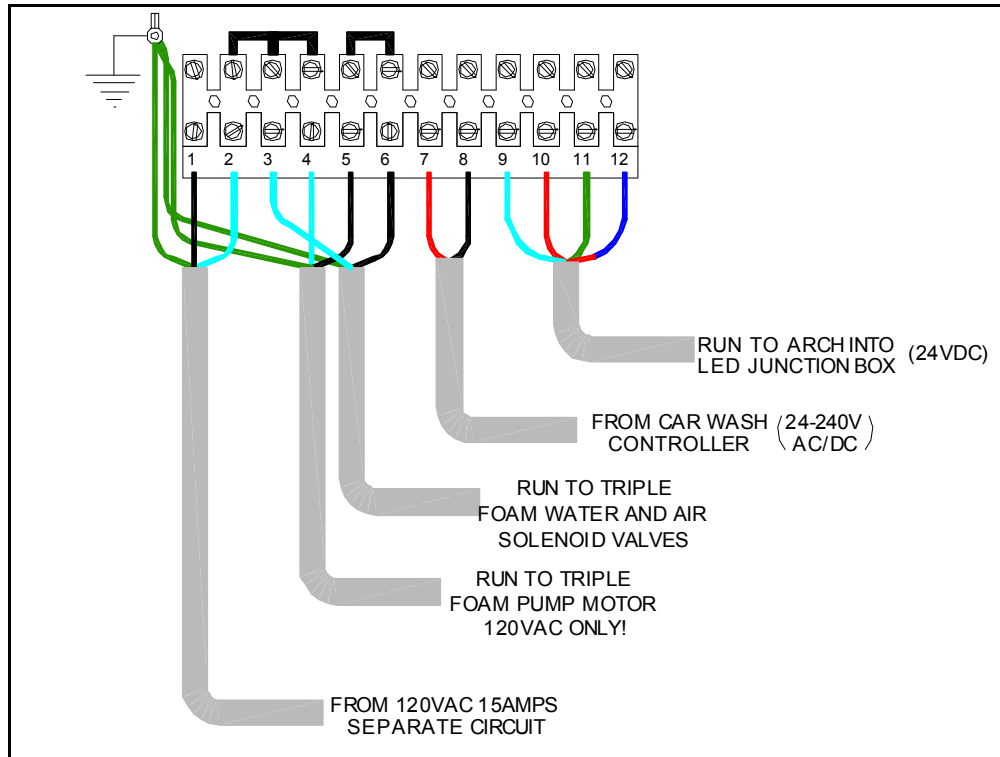 1 2 3 4 5 6 7 8 9 10 11 12
RUN TO ARCH INTO
LED JUNCTION BOX (24VDC)
FROM CAR WASH (24-240V
CONTROLLER AC/DC)
RUN TO TRIPLE
FOAM WATER AND AIR
SOLENOID VALVES
RUN TO TRIPLE
FOAM PUMP MOTOR
120VAC ONLY!
FROM 120VAC 15AMPS
SEPARATE CIRCUIT